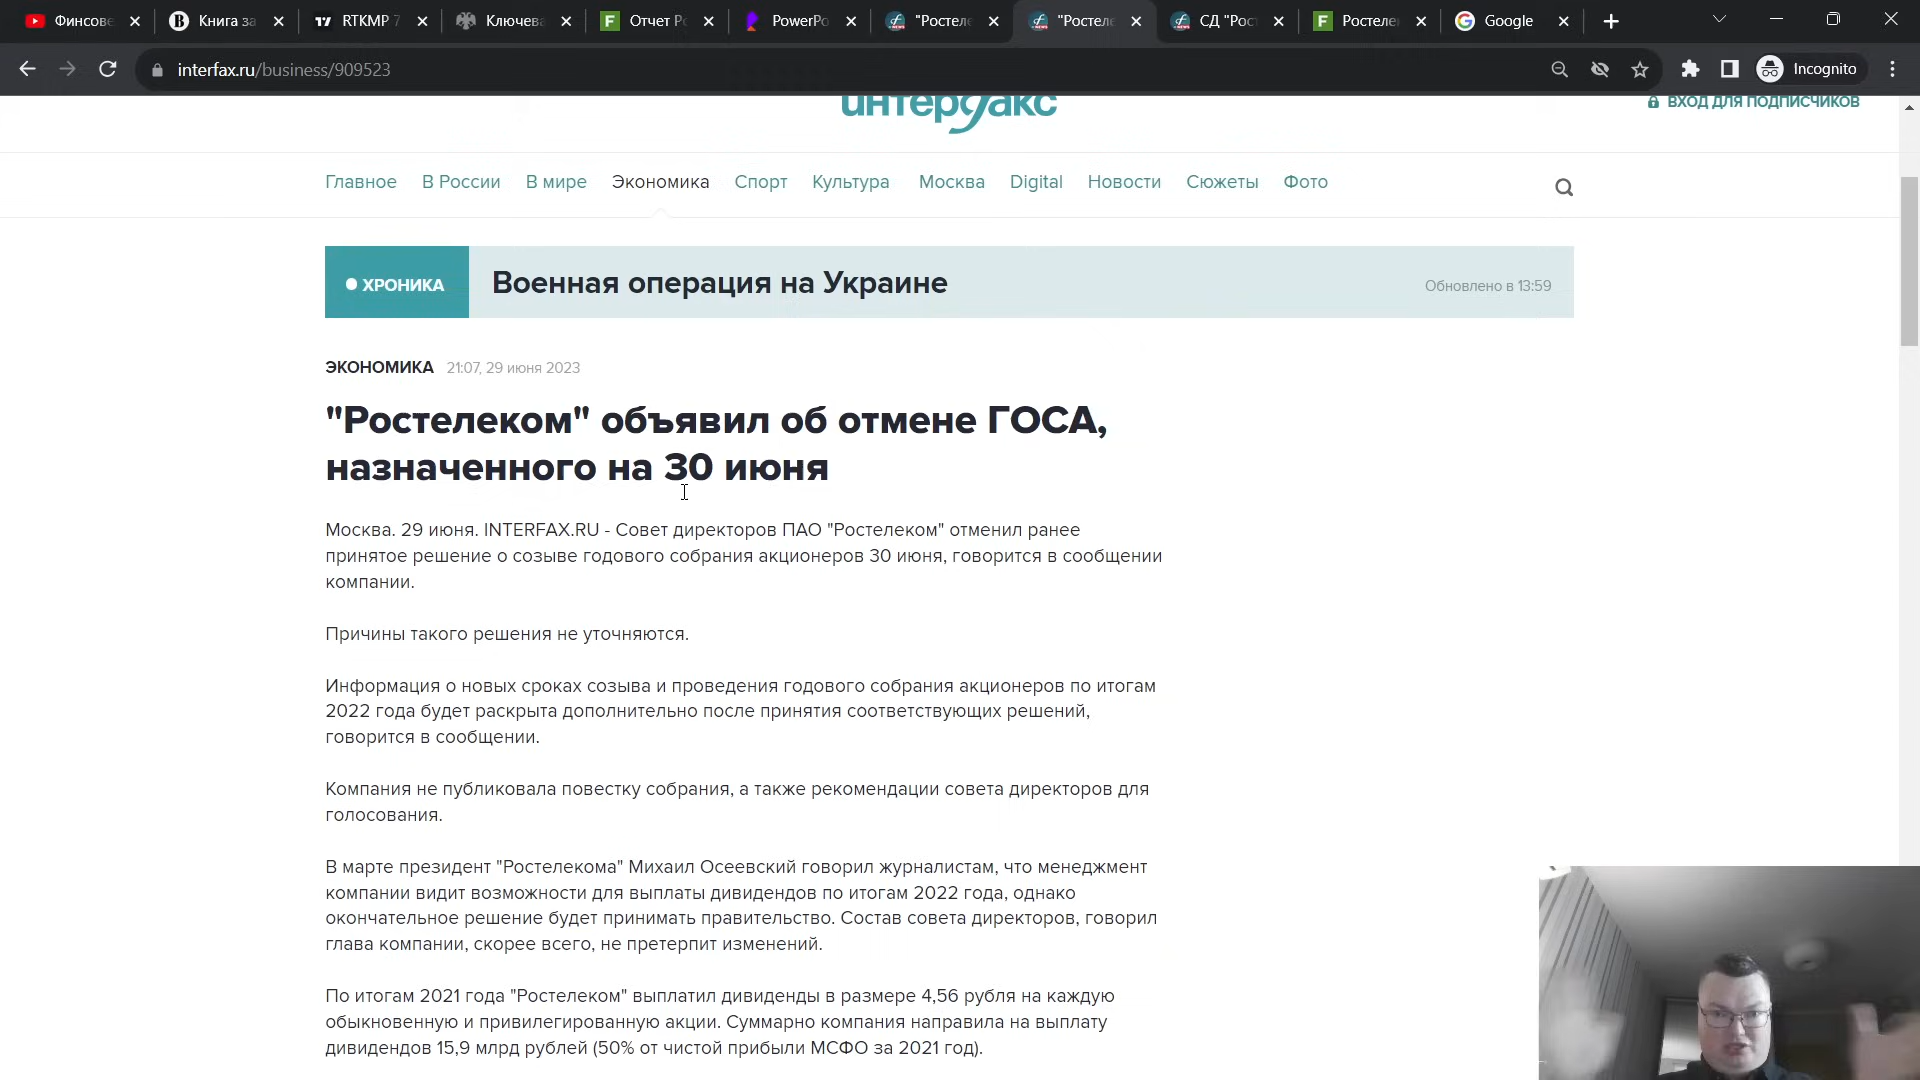 Финсове
Книга за
RTKMP 7
Ключева
Отчет Р
PowerPo
"Ростеле
"Ростеле
СД "Рос
Ростеле
Google
interfax.ru/business/909523
Incognito
интерфакс
ВХОД ДЛЯ ПОДПИСЧИКОВ
Главное В России В мире Экономика Спорт Культура Москва Digital Новости Сюжеты Фото
ХРОНИКА Военная операция на Украине Обновлено в 13:59
ЭКОНОМИКА 21:07, 29 июня 2023
"Ростелеком" объявил об отмене ГОСА,
назначенного на 30 июня
Москва. 29 июня. INTERFAX.RU - Совет директоров ПАО "Ростелеком" отменил ранее
принятое решение о созыве годового собрания акционеров 30 июня, говорится в сообщении
компании.
Причины такого решения не уточняются.
Информация о новых сроках созыва и проведения годового собрания акционеров по итогам
2022 года будет раскрыта дополнительно после принятия соответствующих решений,
говорится в сообщении.
Компания не публиковала повестку собрания, а также рекомендации совета директоров для
голосования.
В марте президент "Ростелекома" Михаил Осеевский говорил журналистам, что менеджмент
компании видит возможности для выплаты дивидендов по итогам 2022 года, однако
окончательное решение будет принимать правительство. Состав совета директоров, говорил
глава компании, скорее всего, не претерпит изменений.
По итогам 2021 года "Ростелеком" выплатил дивиденды в размере 4,56 рубля на каждую
обыкновенную и привилегированную акции. Суммарно компания направила на выплату
дивидендов 15,9 млрд рублей (50% от чистой прибыли МСФО за 2021 год).